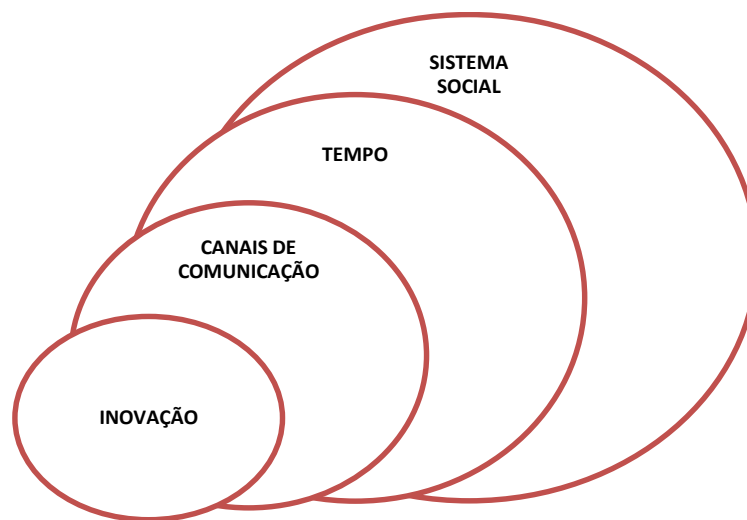 SISTEMA
SOCIAL
TEMPO
CANAIS DE
COMUNICAÇÃO
INOVAÇÃO